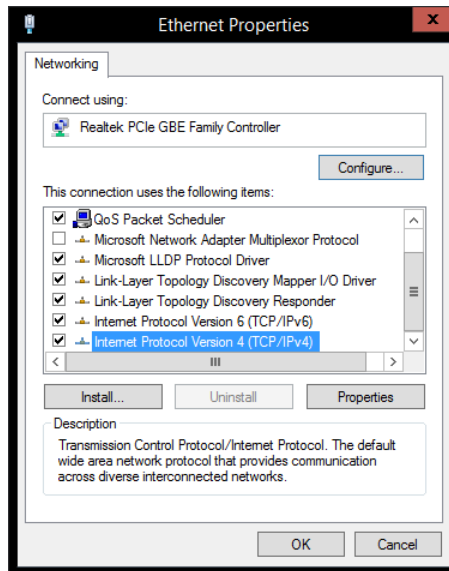 Ethernet Properties
x
Networking
Connect using:
Realtek PCIe GBE Family Controller
Configure...
This connection uses the following items:
QoS Packet Scheduler
Microsoft Network Adapter Multiplexor Protocol
Microsoft LLDP Protocol Driver
Link-Layer Topology Discovery Mapper I/O Driver
Link-Layer Topology Discovery Responder
Internet Protocol Version 6 (TCP/IPv6)
Internet Protocol Version 4 (TCP/IPv4)
Install...
Uninstall
Properties
Description
Transmission Control Protocol/Internet Protocol. The default
wide area network protocol that provides communication
across diverse interconnected networks.
OK
Cancel